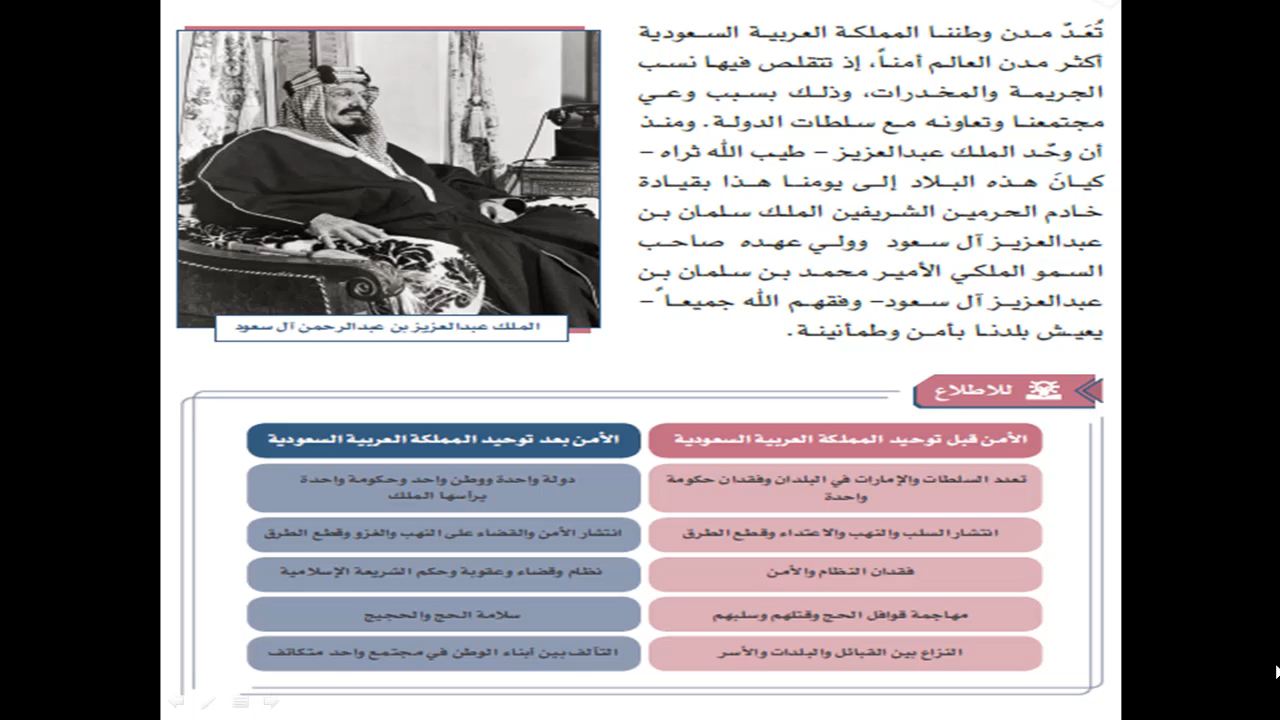 تُعَدّ مدن وطننا المملكة العربية السعودية
أكثر مدن العالم أمناً، إذ تتقلص فيها نسب
الجريمة والمخدرات، وذلك بسبب وعي
مجتمعنا وتعاونه مع سلطات الدولة. ومنذ
أن وحّد الملك عبدالعزيز – طيب الله ثراه –
كيانَ هذه البلاد إلى يومنا هذا بقيادة
خادم الحرمين الشريفين الملك سلمان بن
عبدالعزيز آل سعود وولي عهده صاحب
السمو الملكي الأمير محمد بن سلمان بن
عبدالعزيز آل سعود– وفقهم الله جميعاً –
يعيش بلدنا بأمن وطمأنينة.
الملك عبدالعزيز بن عبدالرحمن آل سعود
للاطلاع
الأمن قبل توحيد المملكة العربية السعودية
الأمن بعد توحيد المملكة العربية السعودية
تعدد السلطات والإمارات في البلدان وفقدان حكومة
واحدة
دولة واحدة ووطن واحد وحكومة واحدة
يرأسها الملك
انتشار السلب والنهب والاعتداء وقطع الطرق
انتشار الأمن والقضاء على النهب والغزو وقطع الطرق
فقدان النظام والأمن
نظام وقضاء وعقوبة وحكم الشريعة الإسلامية
مهاجمة قوافل الحج وقتلهم وسلبهم
سلامة الحج والحجيج
النزاع بين القبائل والبلدات والأسر
التآلف بين أبناء الوطن في مجتمع واحد متكاتف